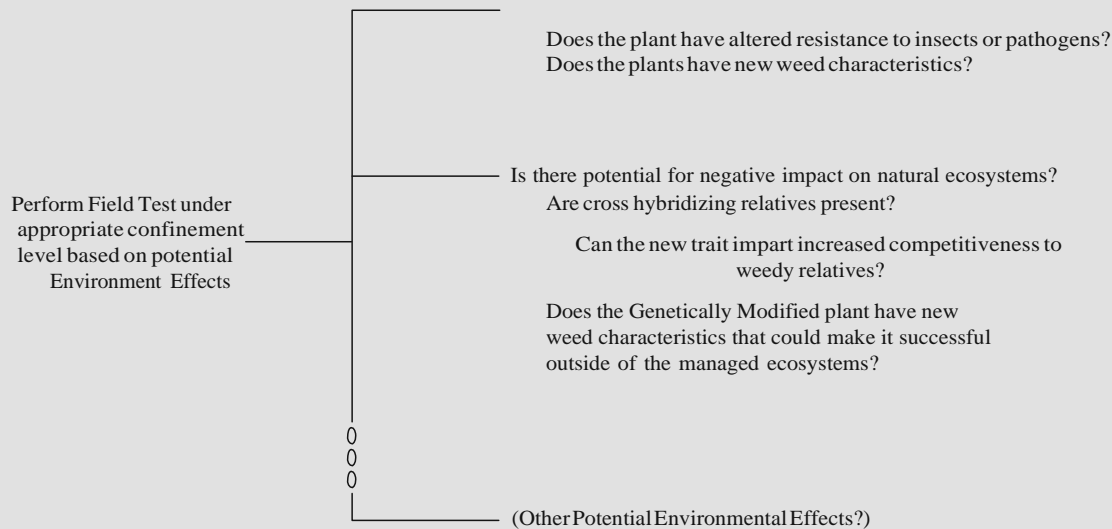 Does the plant have altered resistance to insects or pathogens?
Does the plants have new weed characteristics?
Is there potential for negative impact on natural ecosystems?
Are cross hybridizing relatives present?
Can the new trait impart increased competitiveness to
weedy relatives?
Does the Genetically Modified plant have new
weed characteristics that could make it successful
outside of the managed ecosystems?
Perform Field Test under
appropriate confinement
level based on potential
Environment Effects
(Other Potential Environmental Effects?)